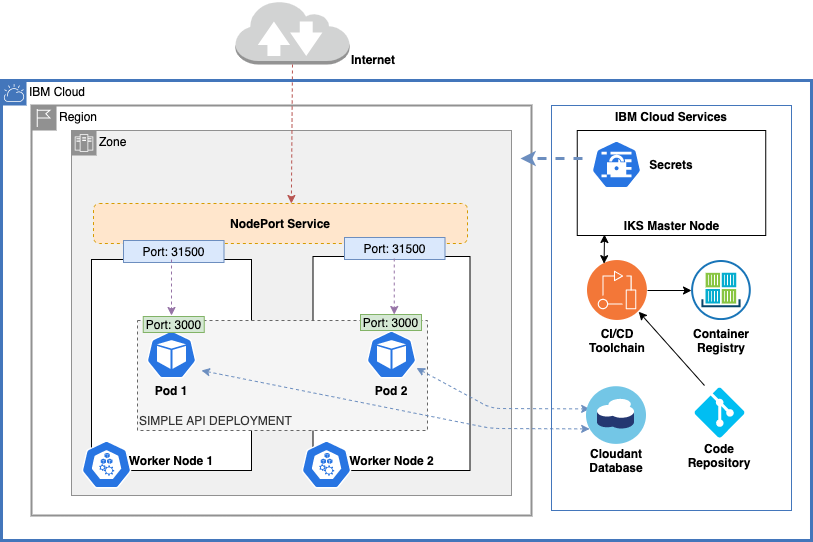 Internet
IBM Cloud
Region
Zone
NodePort Service
Port: 31500
Port: 31500
Port: 3000
Port: 3000
Pod 1
Pod 2
SIMPLE API DEPLOYMENT
Worker Node 1
Worker Node 2
IBM Cloud Services
Secrets
IKS Master Node
CI/CD
Toolchain
Container
Registry
Cloudant
Database
Code
Repository